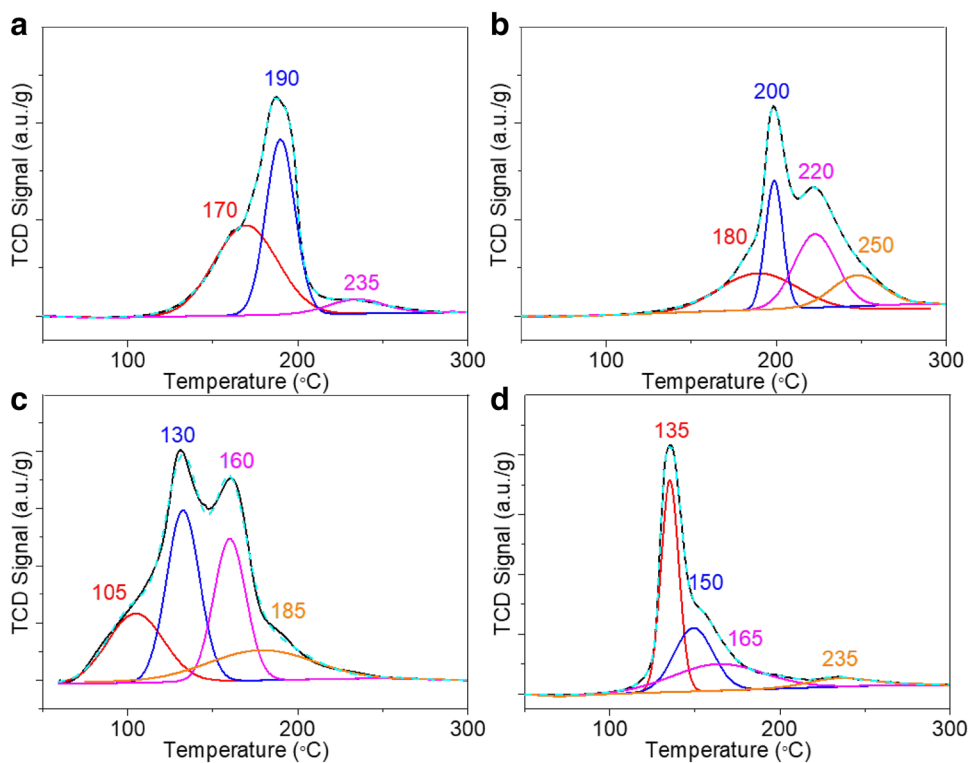 a
190
170
235
TCD Signal (a.u./g)
100
200
300
Temperature (°C)
b
200
220
180
250
TCD Signal (a.u./g)
100
200
300
Temperature (°C)
c
130
160
105
185
TCD Signal (a.u./g)
100
200
300
Temperature (°C)
d
135
150
165
235
TCD Signal (a.u./g)
100
200
300
Temperature (°C)